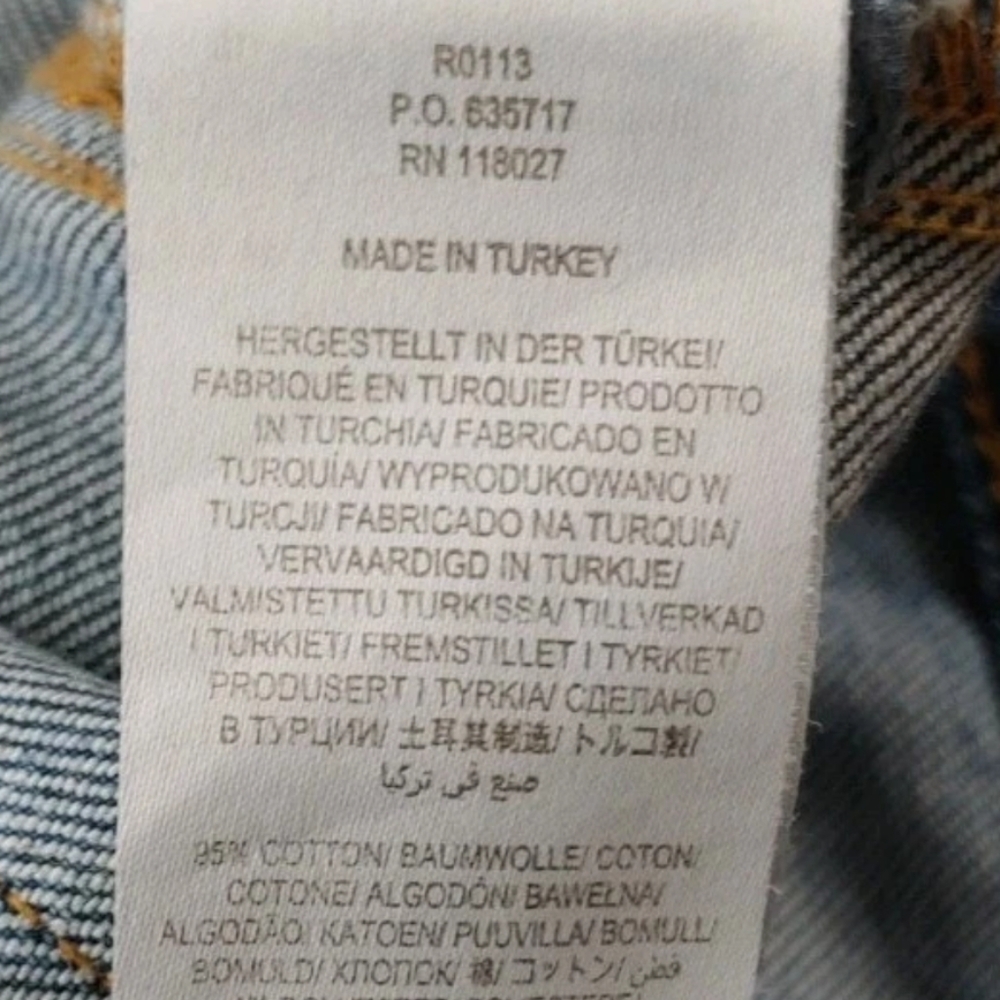 R0113
P.O. 635717
RN 118027
MADE IN TURKEY
HERGESTELLT IN DER TÜRKEI/
FABRIQUÉ EN TURQUIE/ PRODOTTO
IN TURCHIA/ FABRICADO EN
TURQUÍA/ WYPRODUKOWANO W
TURCJI/ FABRICADO NA TURQUIA/
VERVAARDIGD IN TURKIJE/
VALMISTETTU TURKISSA/ TILLVERKAD
I TURKIET/ FREMSTILLET I TYRKIET/
PRODUSERT I TYRKIA/ СДЕЛАНО
В ТУРЦИИ/ 土耳其制造/ トルコ製/
صنع في تركيا
95% COTTON/ BAUMWOLLE/ COTON/
COTONE/ ALGODÓN/ BAWEŁNA/
ALGODÃO/ KATOEN/ PUUVILLA/ BOMULL/
BOMULD/ ХЛОПОК/ 棉/ コットン/ قطن